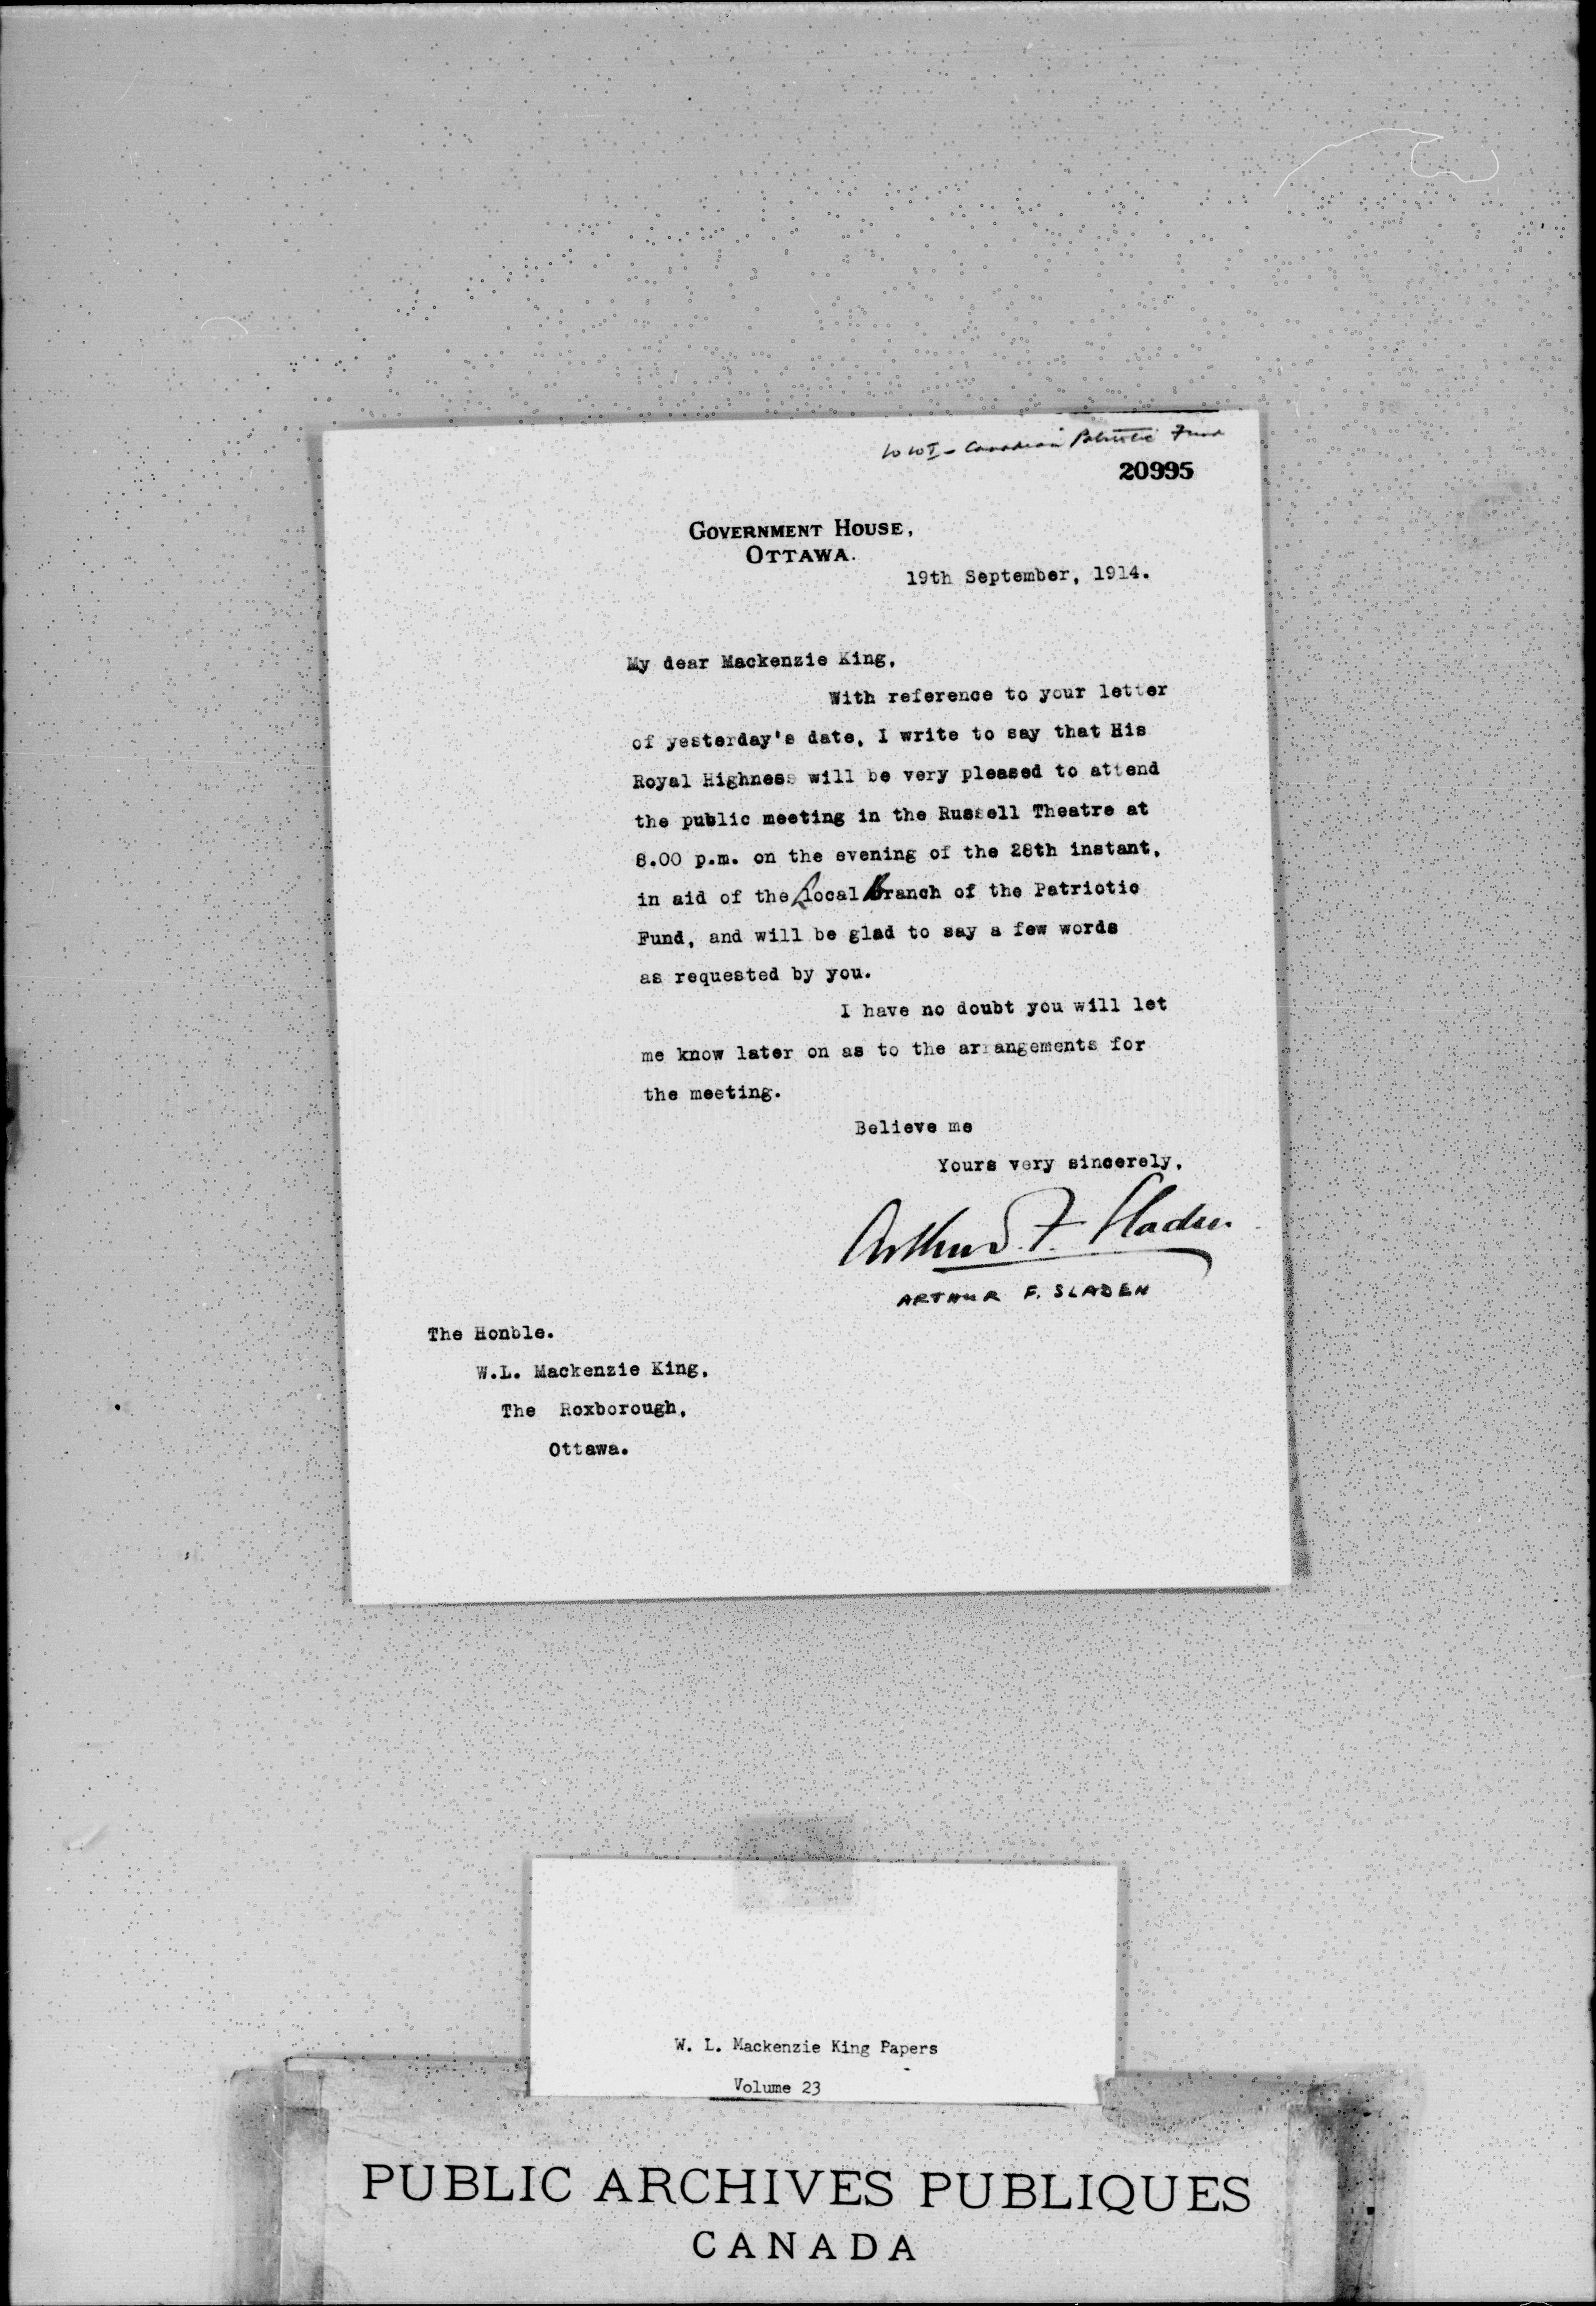 WWI - Canadian Patriotic Fund
20995
GOVERNMENT HOUSE,
OTTAWA.
19th September, 1914.
My dear Mackenzie King,
With reference to your letter
of yesterday's date, I write to say that His
Royal Highness will be very pleased to attend
the public meeting in the Russell Theatre at
8.00 p.m. on the evening of the 28th instant,
in aid of the Local Branch of the Patriotic
Fund, and will be glad to say a few words
as requested by you.
I have no doubt you will let
me know later on as to the arrangements for
the meeting.
Believe me
Yours very sincerely,
Arthur F. Sladen
ARTHUR F. SLADEN
The Honble.
W.L. Mackenzie King,
The Roxborough,
Ottawa.
W. L. Mackenzie King Papers
Volume 23
PUBLIC ARCHIVES PUBLIQUES
CANADA